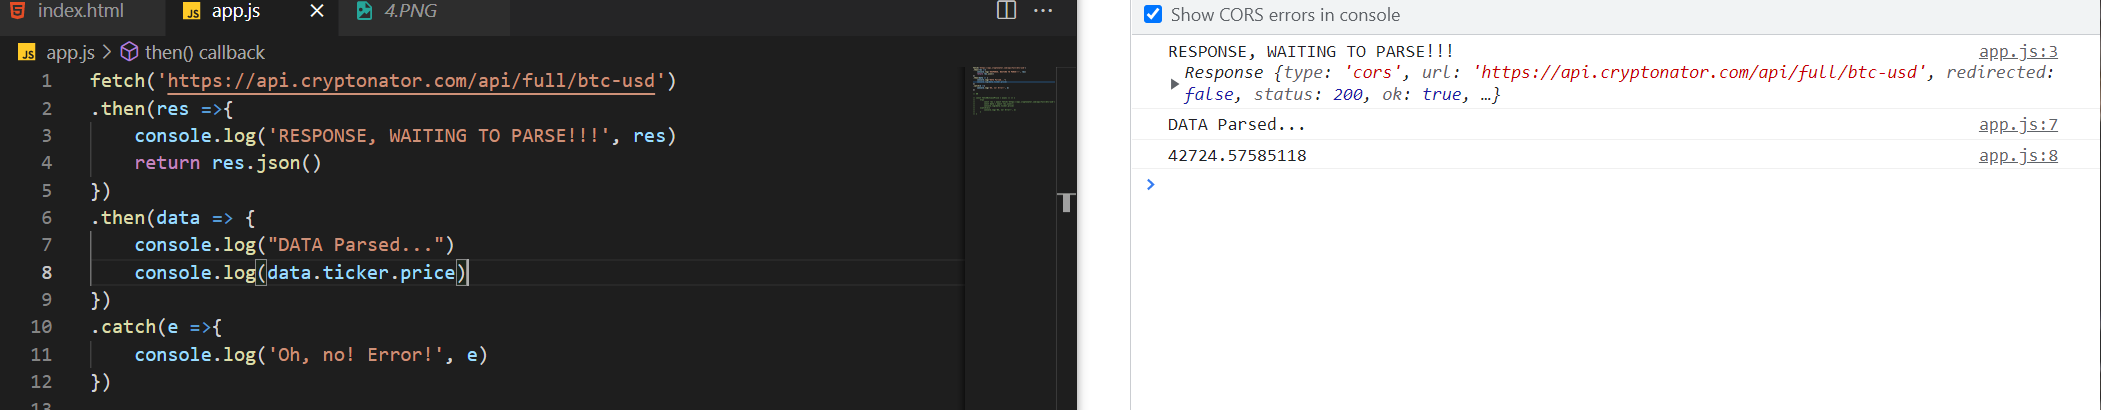 index.html
JS app.js
4.PNG
JS app.js > then() callback
1 fetch('https://api.cryptonator.com/api/full/btc-usd')
2 .then(res =>{
3 console.log('RESPONSE, WAITING TO PARSE!!!', res)
4 return res.json()
5 })
6 .then(data => {
7 console.log("DATA Parsed...")
8 console.log(data.ticker.price)
9 })
10 .catch(e =>{
11 console.log('Oh, no! Error!', e)
12 })
13
Show CORS errors in console
RESPONSE, WAITING TO PARSE!!! app.js:3
Response {type: 'cors', url: 'https://api.cryptonator.com/api/full/btc-usd', redirected:
false, status: 200, ok: true, …}
DATA Parsed... app.js:7
42724.57585118 app.js:8